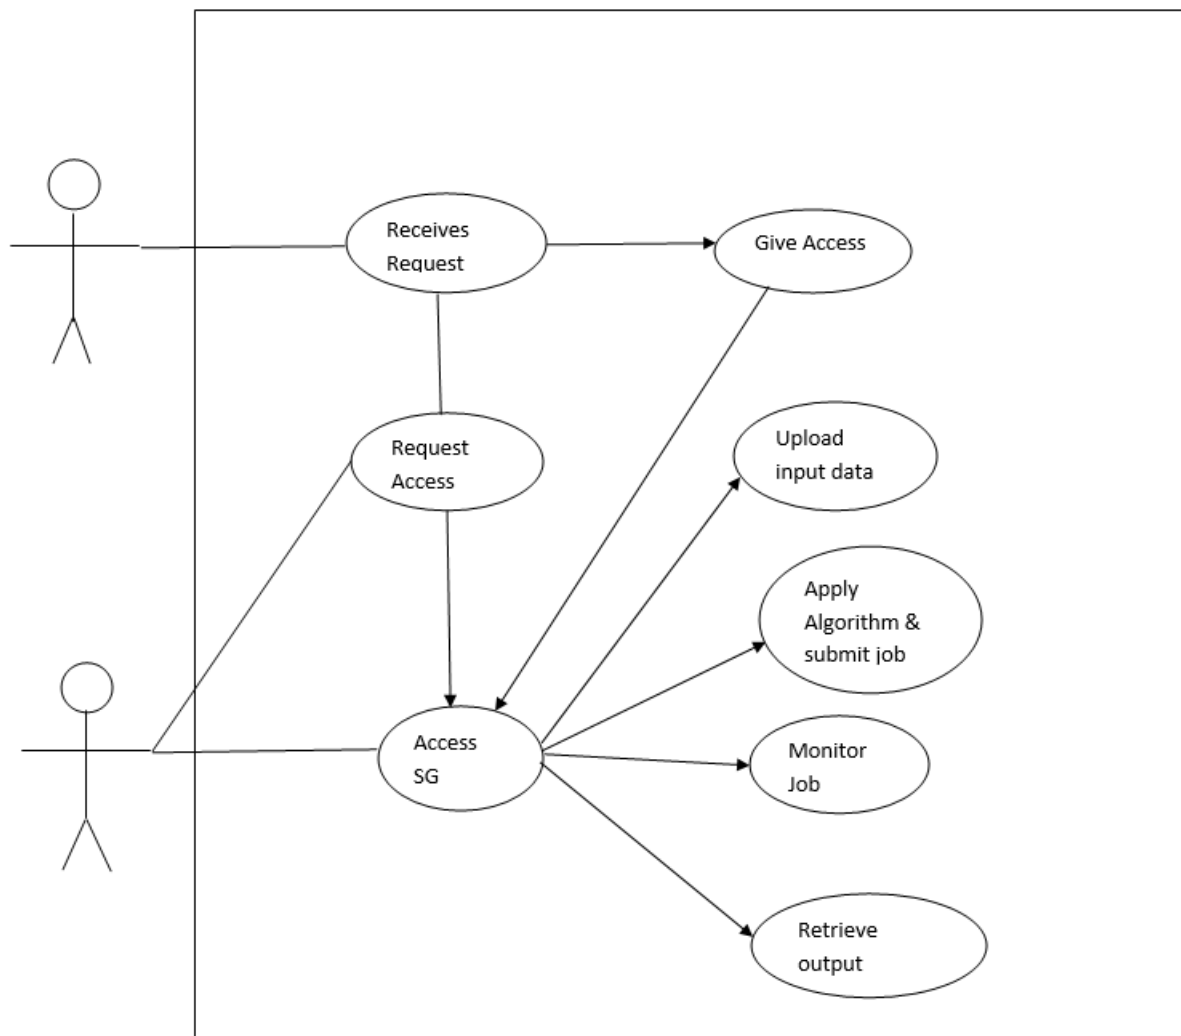 Receives
Request
Give Access
Request
Access
Upload
input data
Apply
Algorithm &
submit job
Access
SG
Monitor
Job
Retrieve
output